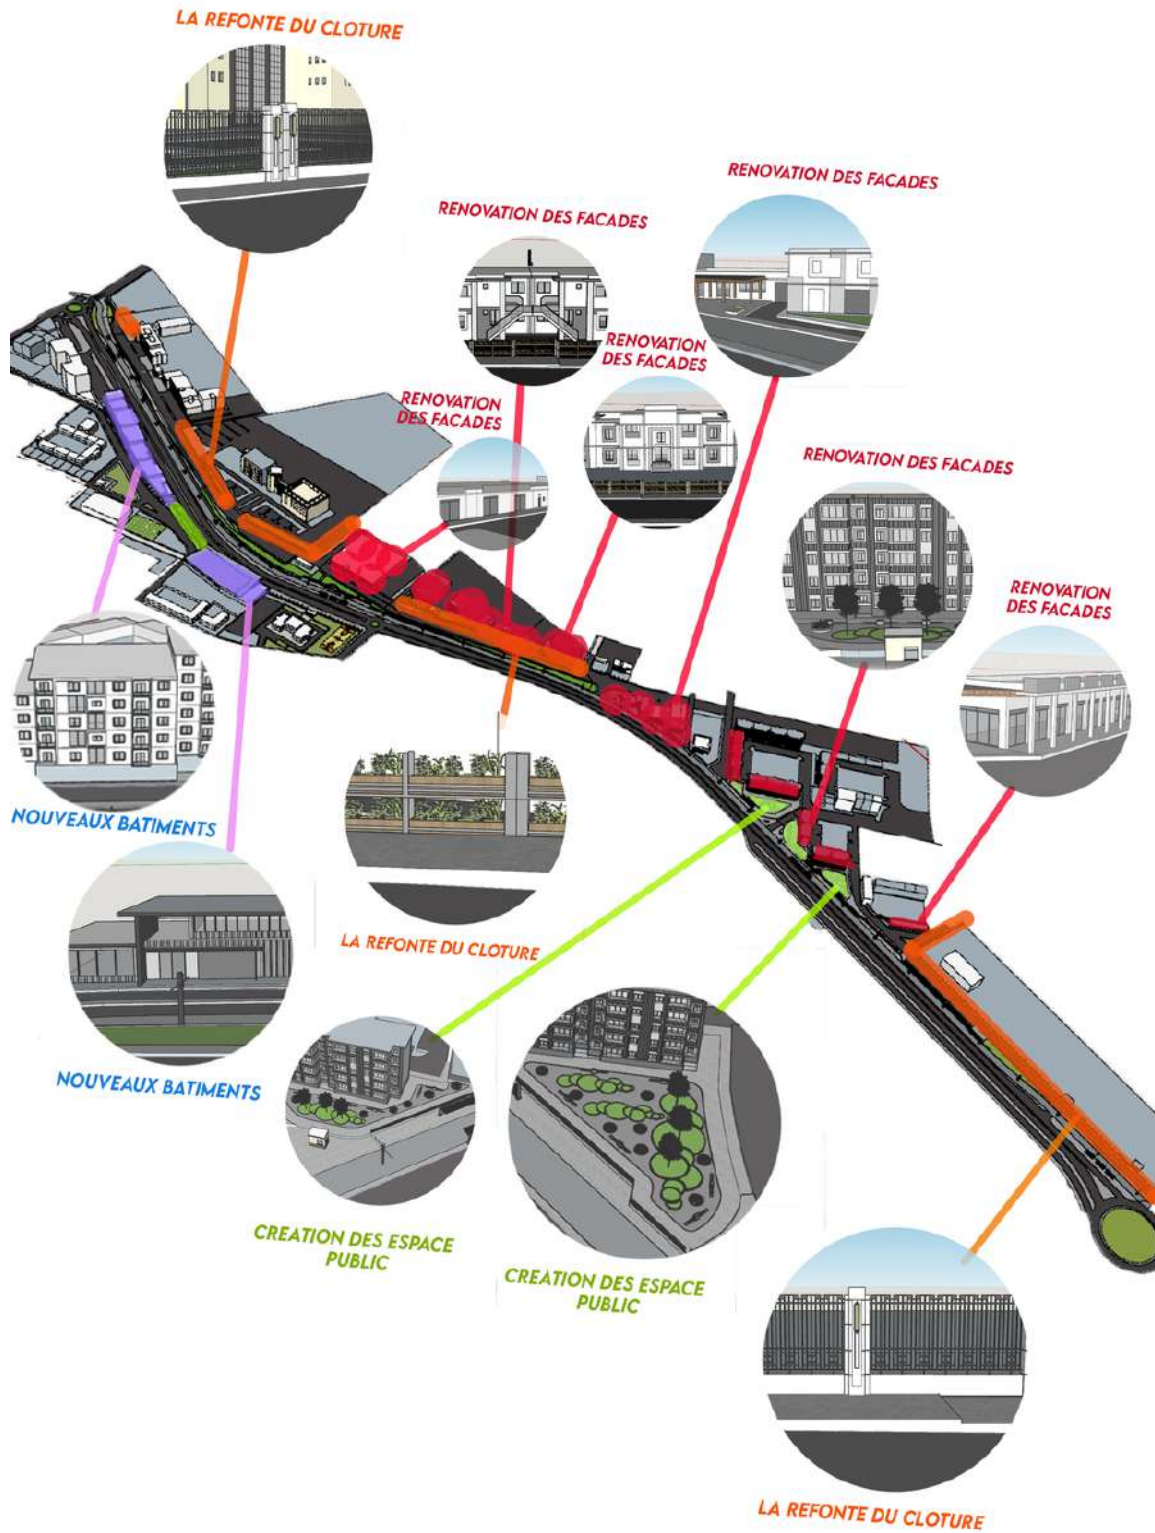 LA REFONTE DU CLOTURE
RENOVATION DES FACADES
RENOVATION DES FACADES
RENOVATION
DES FACADES
RENOVATION
DES FACADES
RENOVATION DES FACADES
RENOVATION
DES FACADES
NOUVEAUX BATIMENTS
LA REFONTE DU CLOTURE
NOUVEAUX BATIMENTS
CREATION DES ESPACE
PUBLIC
CREATION DES ESPACE
PUBLIC
LA REFONTE DU CLOTURE